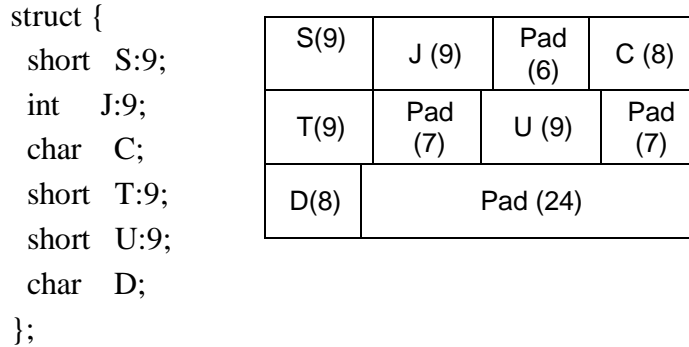 struct {
short S:9;
int J:9;
char C;
short T:9;
short U:9;
char D;
};
S(9)
J (9)
Pad
(6)
C (8)
T(9)
Pad
(7)
U (9)
Pad
(7)
D(8)
Pad (24)